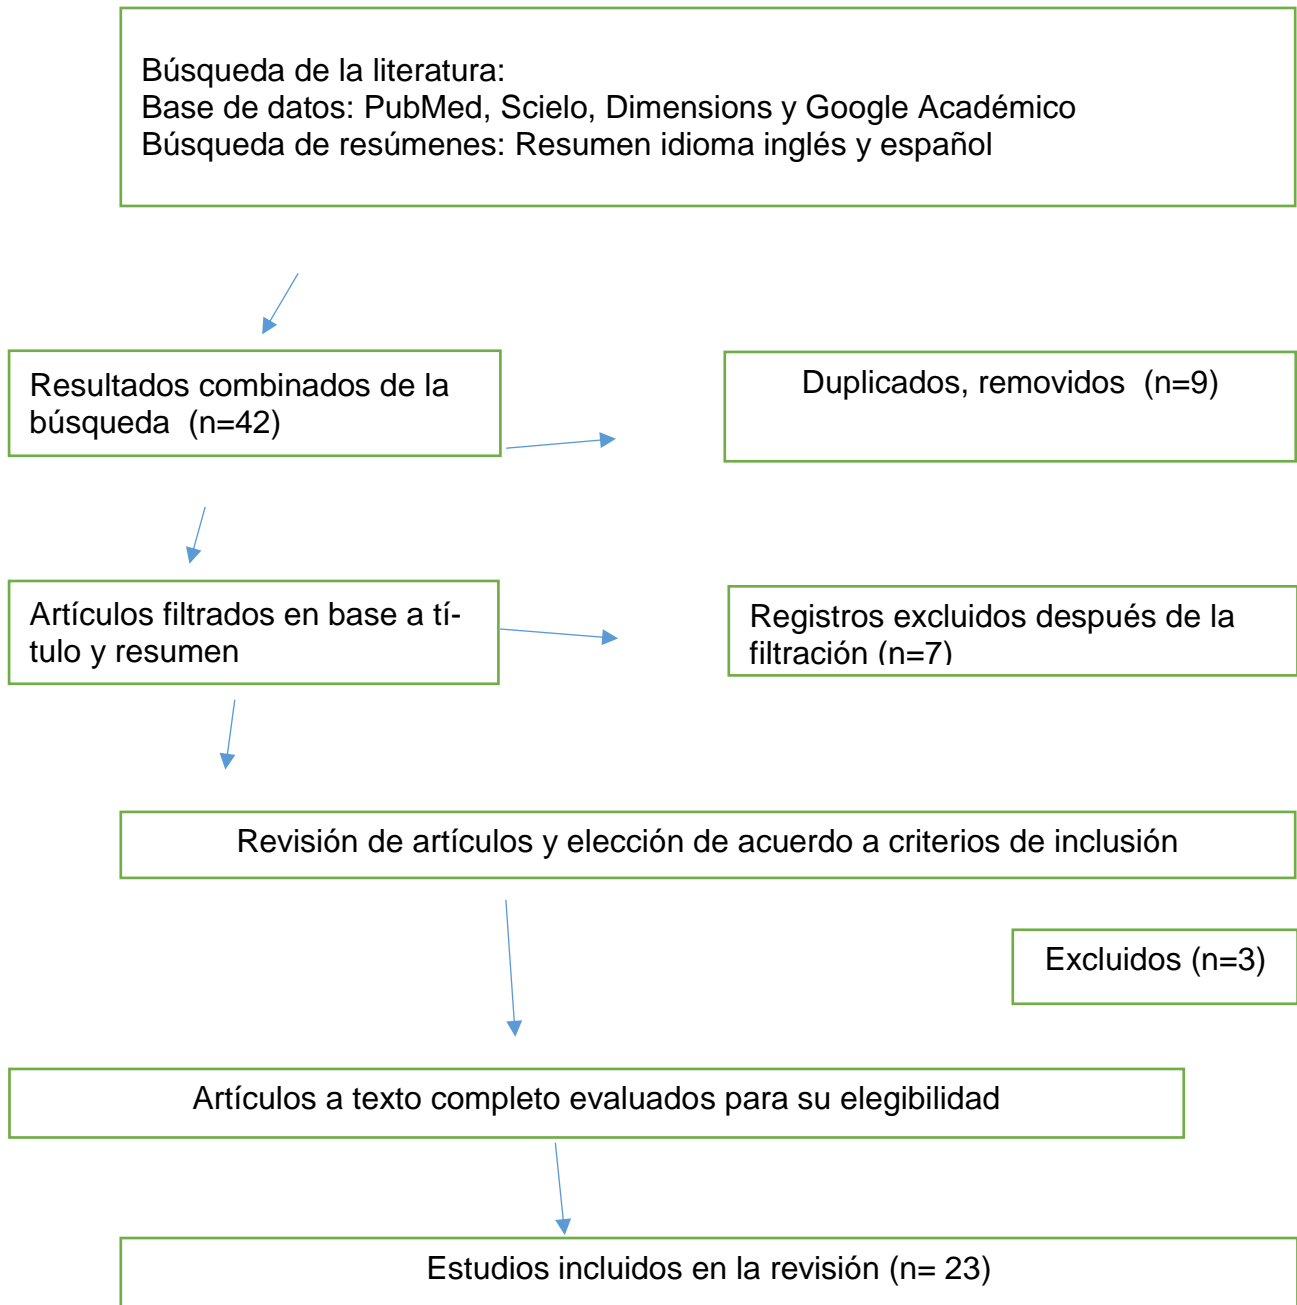 Búsqueda de la literatura:
Base de datos: PubMed, Scielo, Dimensions y Google Académico
Búsqueda de resúmenes: Resumen idioma inglés y español
Resultados combinados de la
búsqueda (n=42)
Duplicados, removidos (n=9)
Artículos filtrados en base a tí-
tulo y resumen
Registros excluidos después de la
filtración (n=7)
Revisión de artículos y elección de acuerdo a criterios de inclusión
Excluidos (n=3)
Artículos a texto completo evaluados para su elegibilidad
Estudios incluidos en la revisión (n= 23)